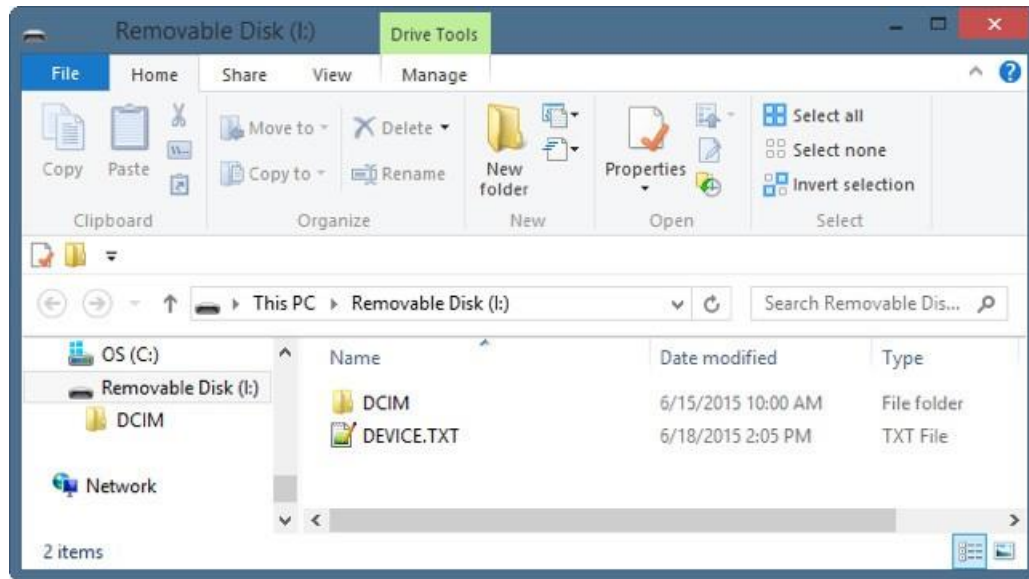 Removable Disk (I:) Drive Tools
File Home Share View Manage
Copy Paste Move to Copy to Delete Rename New folder Properties Select all Select none Invert selection
Clipboard Organize New Open Select
This PC Removable Disk (I:) Search Removable Dis...
OS (C:) Name Date modified Type
Removable Disk (I:)
DCIM
DCIM 6/15/2015 10:00 AM File folder
DEVICE.TXT 6/18/2015 2:05 PM TXT File
Network
2 items